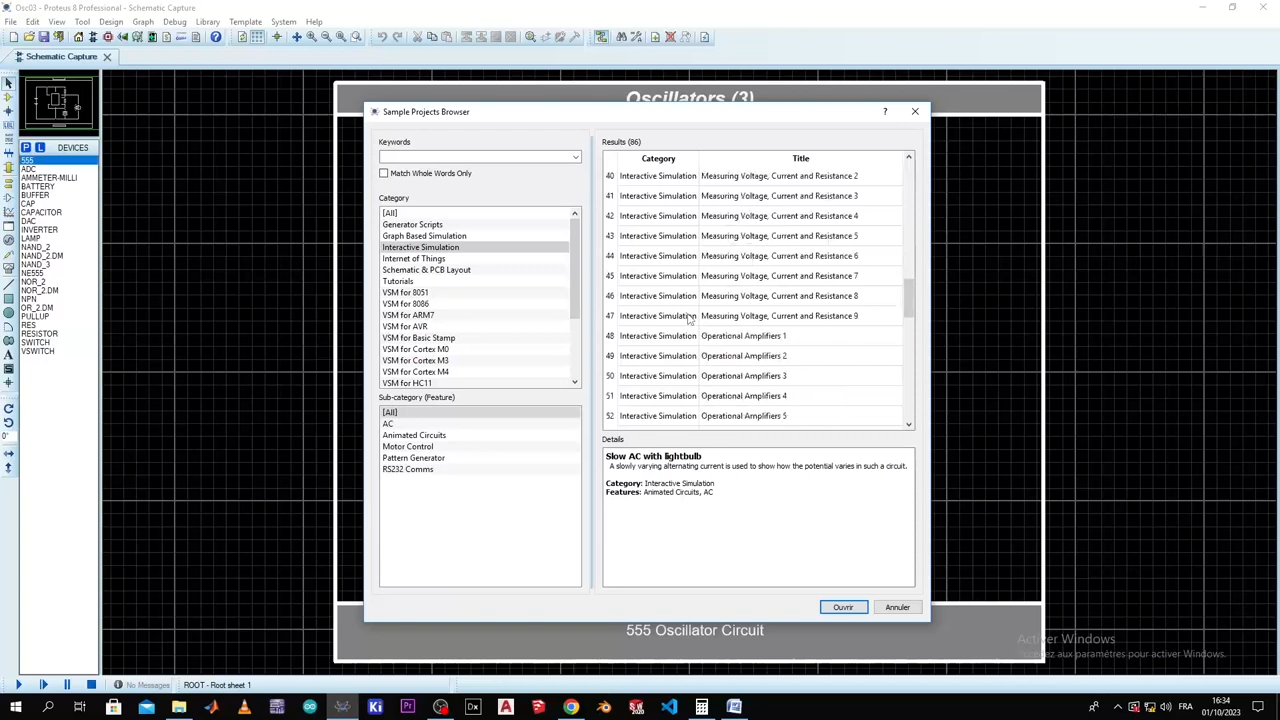 Osc03 - Proteus 8 Professional - Schematic Capture
File Edit View Tool Design Graph Debug Library Template System Help
Schematic Capture
Oscillators (3)
P L DEVICES
555
ADC
AMMETER-MILLI
BATTERY
BUFFER
CAP
CAPACITOR
DAC
INVERTER
LAMP
NAND_2
NAND_2.DM
NAND_3
NE555
NOR_2
NOR_2.DM
NPN
OR_2.DM
PULLUP
RES
RESISTOR
SWITCH
VSWITCH
Sample Projects Browser
Keywords
Match Whole Words Only
Category
[All]
Generator Scripts
Graph Based Simulation
Interactive Simulation
Internet of Things
Schematic & PCB Layout
Tutorials
VSM for 8051
VSM for 8086
VSM for ARM7
VSM for AVR
VSM for Basic Stamp
VSM for Cortex M0
VSM for Cortex M3
VSM for Cortex M4
VSM for HC11
Sub-category (Feature)
[All]
AC
Animated Circuits
Motor Control
Pattern Generator
RS232 Comms
Results (86)
Category Title
40 Interactive Simulation Measuring Voltage, Current and Resistance 2
41 Interactive Simulation Measuring Voltage, Current and Resistance 3
42 Interactive Simulation Measuring Voltage, Current and Resistance 4
43 Interactive Simulation Measuring Voltage, Current and Resistance 5
44 Interactive Simulation Measuring Voltage, Current and Resistance 6
45 Interactive Simulation Measuring Voltage, Current and Resistance 7
46 Interactive Simulation Measuring Voltage, Current and Resistance 8
47 Interactive Simulation Measuring Voltage, Current and Resistance 9
48 Interactive Simulation Operational Amplifiers 1
49 Interactive Simulation Operational Amplifiers 2
50 Interactive Simulation Operational Amplifiers 3
51 Interactive Simulation Operational Amplifiers 4
52 Interactive Simulation Operational Amplifiers 5
Details
Slow AC with lightbulb
A slowly varying alternating current is used to show how the potential varies in such a circuit.
Category: Interactive Simulation
Features: Animated Circuits, AC
Ouvrir Annuler
555 Oscillator Circuit
Activer Windows
aux paramètres pour activer Windows.
0°
No Messages ROOT - Root sheet 1
FRA
16:34
01/10/2023